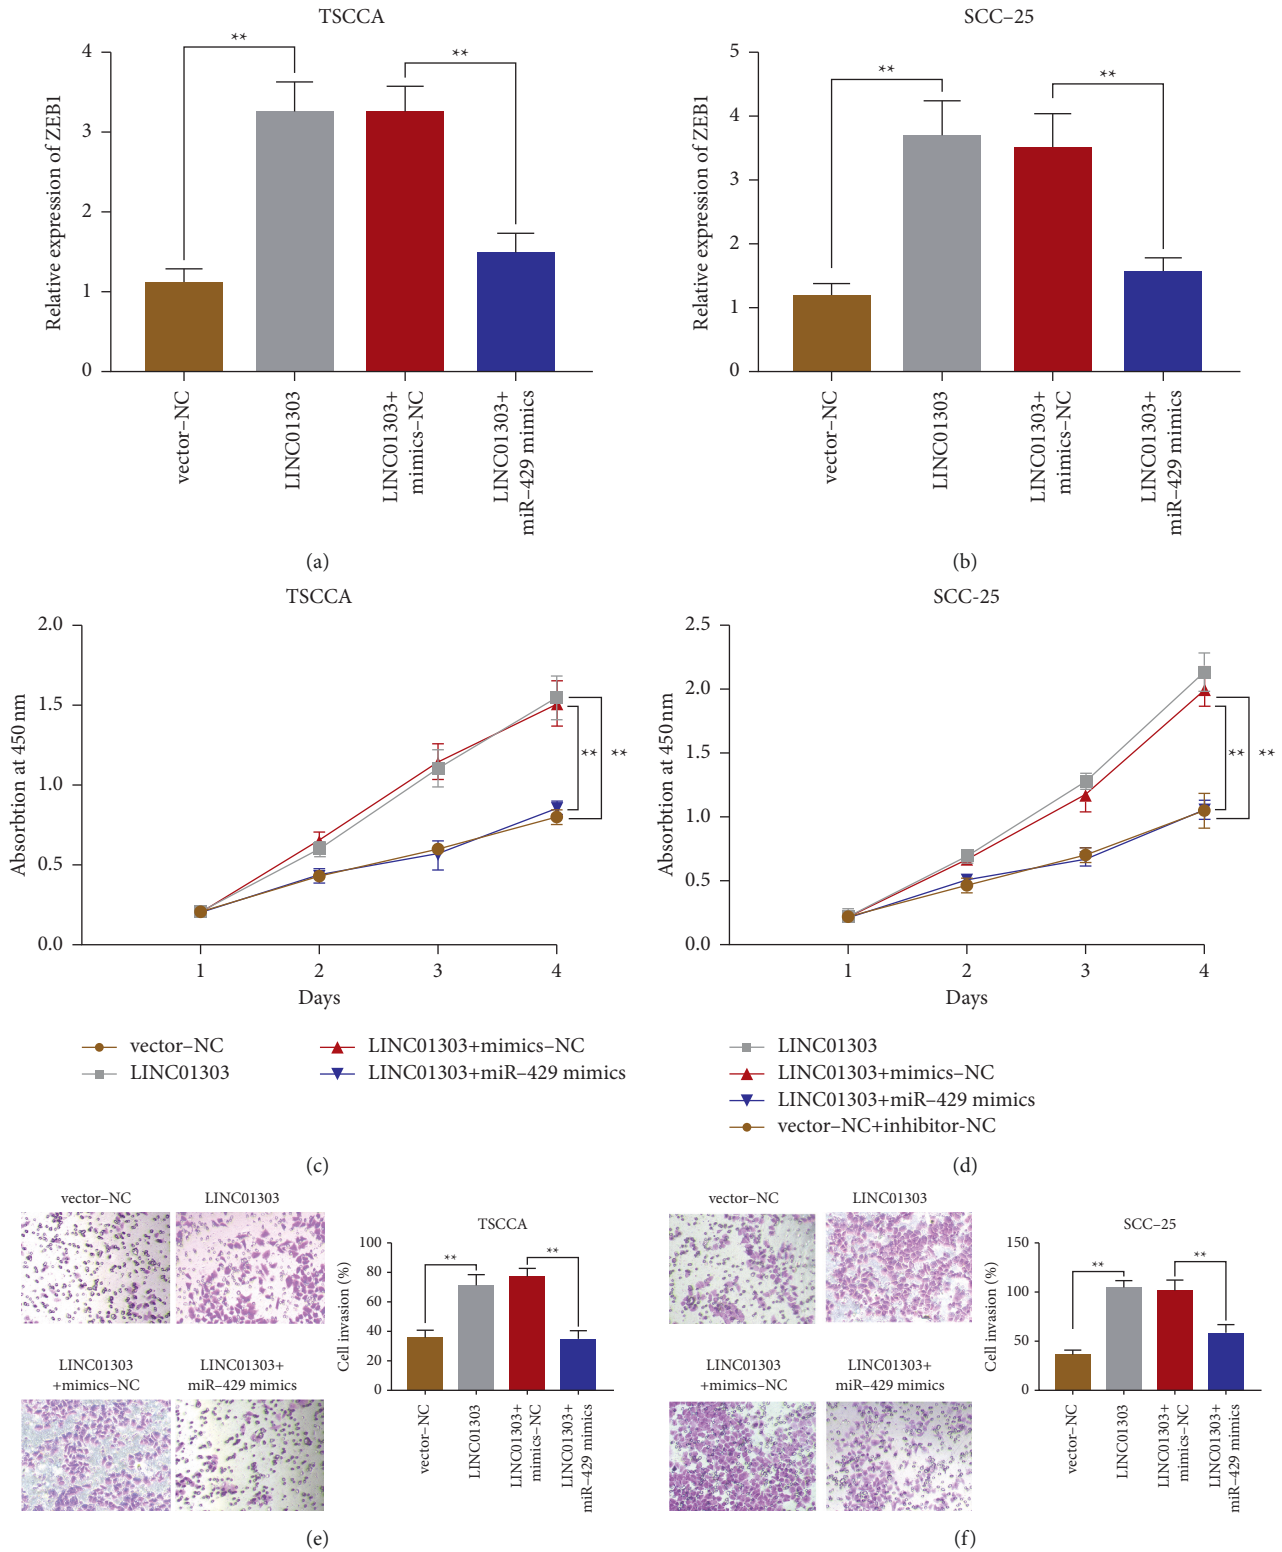 TSCCA
Relative expression of ZEB1
4
3
2
1
0
**
**
vector–NC
LINC01303
LINC01303+
mimics–NC
LINC01303+
miR–429 mimics
(a)
SCC–25
Relative expression of ZEB1
5
4
3
2
1
0
**
**
vector–NC
LINC01303
LINC01303+
mimics–NC
LINC01303+
miR–429 mimics
(b)
TSCCA
Absorbtion at 450 nm
2.0
1.5
1.0
0.5
0.0
** **
1 2 3 4
Days
vector–NC
LINC01303
LINC01303+mimics–NC
LINC01303+miR–429 mimics
(c)
SCC-25
Absorbtion at 450 nm
2.5
2.0
1.5
1.0
0.5
0.0
** **
1 2 3 4
Days
LINC01303
LINC01303+mimics–NC
LINC01303+miR–429 mimics
vector–NC+inhibitor-NC
(d)
vector–NC
LINC01303
LINC01303
+mimics–NC
LINC01303+
miR–429 mimics
TSCCA
Cell invasion (%)
100
80
60
40
20
0
**
**
vector–NC
LINC01303
LINC01303+
mimics–NC
LINC01303+
miR–429 mimics
(e)
vector–NC
LINC01303
LINC01303
+mimics–NC
LINC01303+
miR–429 mimics
SCC–25
Cell invasion (%)
150
100
50
0
**
**
vector–NC
LINC01303
LINC01303+
mimics–NC
LINC01303+
miR–429 mimics
(f)